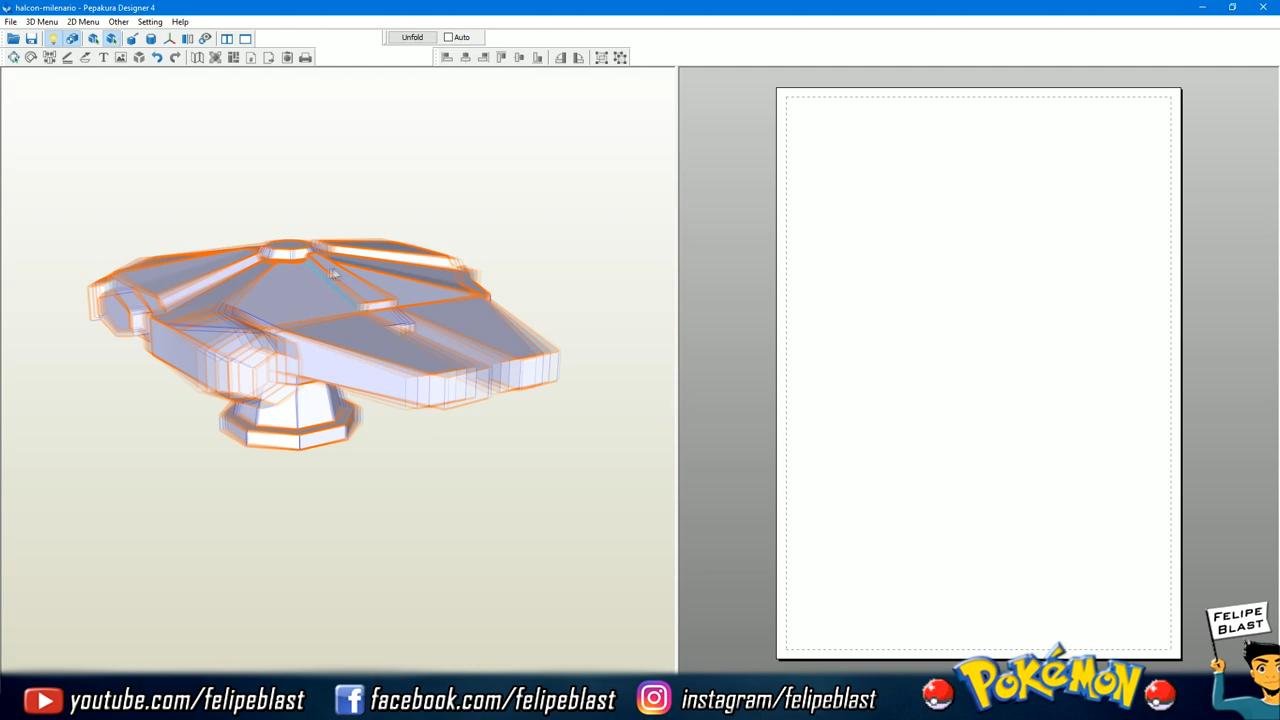 halcon-milenario - Pepakura Designer 4
File 3D Menu 2D Menu Other Setting Help
Unfold Auto
FELIPE
BLAST
POKéMON
youtube.com/felipeblast facebook.com/felipeblast instagram/felipeblast